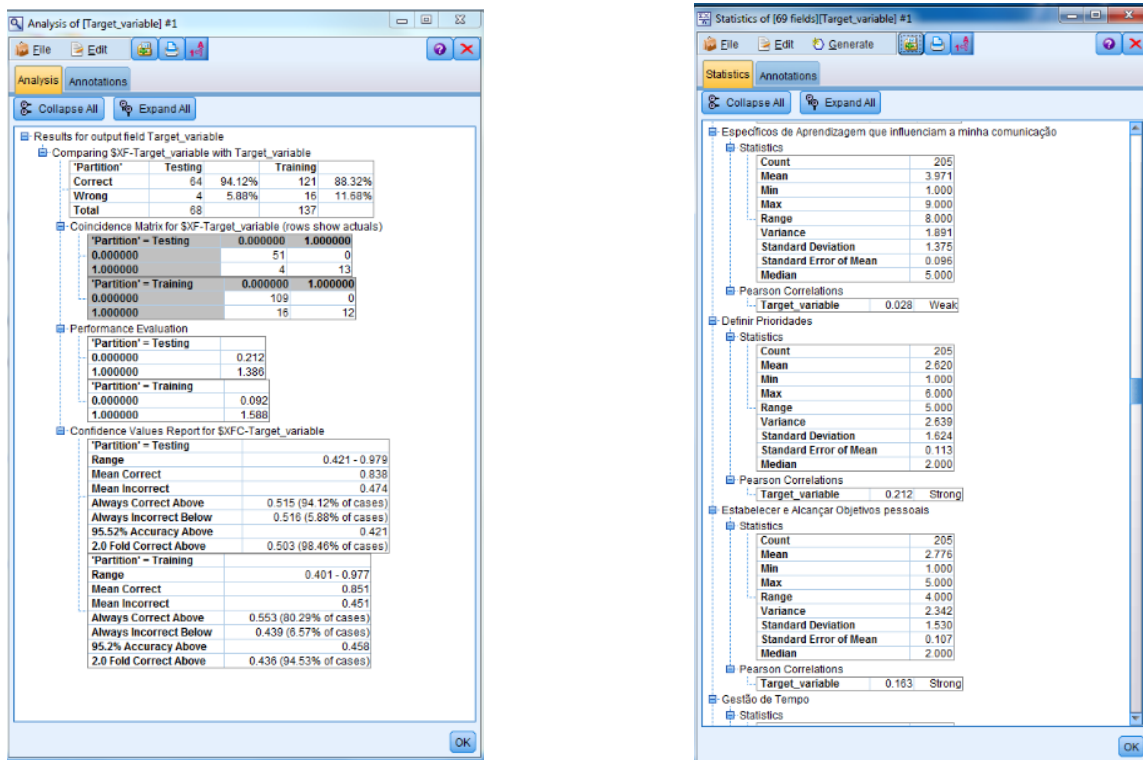 Analysis of [Target_variable] #1
File Edit
Analysis Annotations
Collapse All Expand All
Results for output field Target_variable
Comparing $XF-Target_variable with Target_variable
'Partition' Testing Training
Correct 64 94.12% 121 88.32%
Wrong 4 5.88% 16 11.68%
Total 68 137
Coincidence Matrix for $XF-Target_variable (rows show actuals)
'Partition' = Testing 0.000000 1.000000
0.000000 51 0
1.000000 4 13
'Partition' = Training 0.000000 1.000000
0.000000 109 0
1.000000 16 12
Performance Evaluation
'Partition' = Testing
0.000000 0.212
1.000000 1.386
'Partition' = Training
0.000000 0.092
1.000000 1.588
Confidence Values Report for $XFC-Target_variable
'Partition' = Testing
Range 0.421 - 0.979
Mean Correct 0.838
Mean Incorrect 0.474
Always Correct Above 0.515 (94.12% of cases)
Always Incorrect Below 0.516 (5.88% of cases)
95.52% Accuracy Above 0.421
2.0 Fold Correct Above 0.503 (98.46% of cases)
'Partition' = Training
Range 0.401 - 0.977
Mean Correct 0.851
Mean Incorrect 0.451
Always Correct Above 0.553 (80.29% of cases)
Always Incorrect Below 0.439 (6.57% of cases)
95.2% Accuracy Above 0.458
2.0 Fold Correct Above 0.436 (94.53% of cases)
OK
Statistics of [69 fields][Target_variable] #1
File Edit Generate
Statistics Annotations
Collapse All Expand All
Específicos de Aprendizagem que influenciam a minha comunicação
Statistics
Count 205
Mean 3.971
Min 1.000
Max 9.000
Range 8.000
Variance 1.891
Standard Deviation 1.375
Standard Error of Mean 0.096
Median 5.000
Pearson Correlations
Target_variable 0.028 Weak
Definir Prioridades
Statistics
Count 205
Mean 2.620
Min 1.000
Max 6.000
Range 5.000
Variance 2.639
Standard Deviation 1.624
Standard Error of Mean 0.113
Median 2.000
Pearson Correlations
Target_variable 0.212 Strong
Estabelecer e Alcançar Objetivos pessoais
Statistics
Count 205
Mean 2.776
Min 1.000
Max 5.000
Range 4.000
Variance 2.342
Standard Deviation 1.530
Standard Error of Mean 0.107
Median 2.000
Pearson Correlations
Target_variable 0.163 Strong
Gestão de Tempo
Statistics
OK